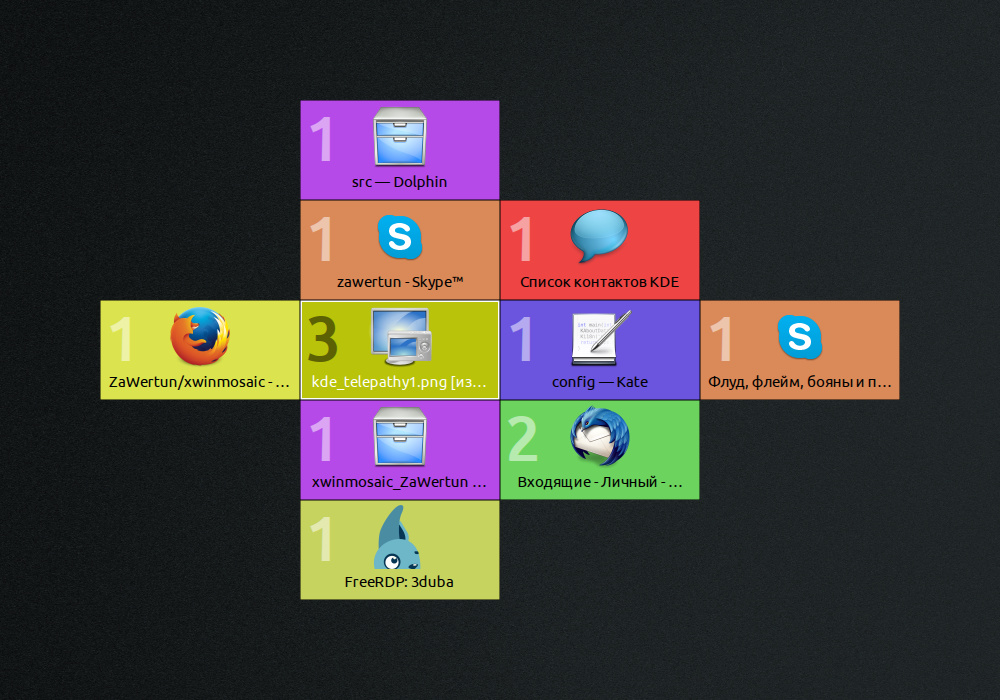 1
src — Dolphin
1
S
zawertun - Skype™
1
Список контактов KDE
1
ZaWertun/xwinmosaic - ...
3
kde_telepathy1.png [из...
1
config — Kate
1
S
Флуд, флейм, бояны и п...
1
xwinmosaic_ZaWertun ...
2
Входящие - Личный - ...
1
FreeRDP: 3duba